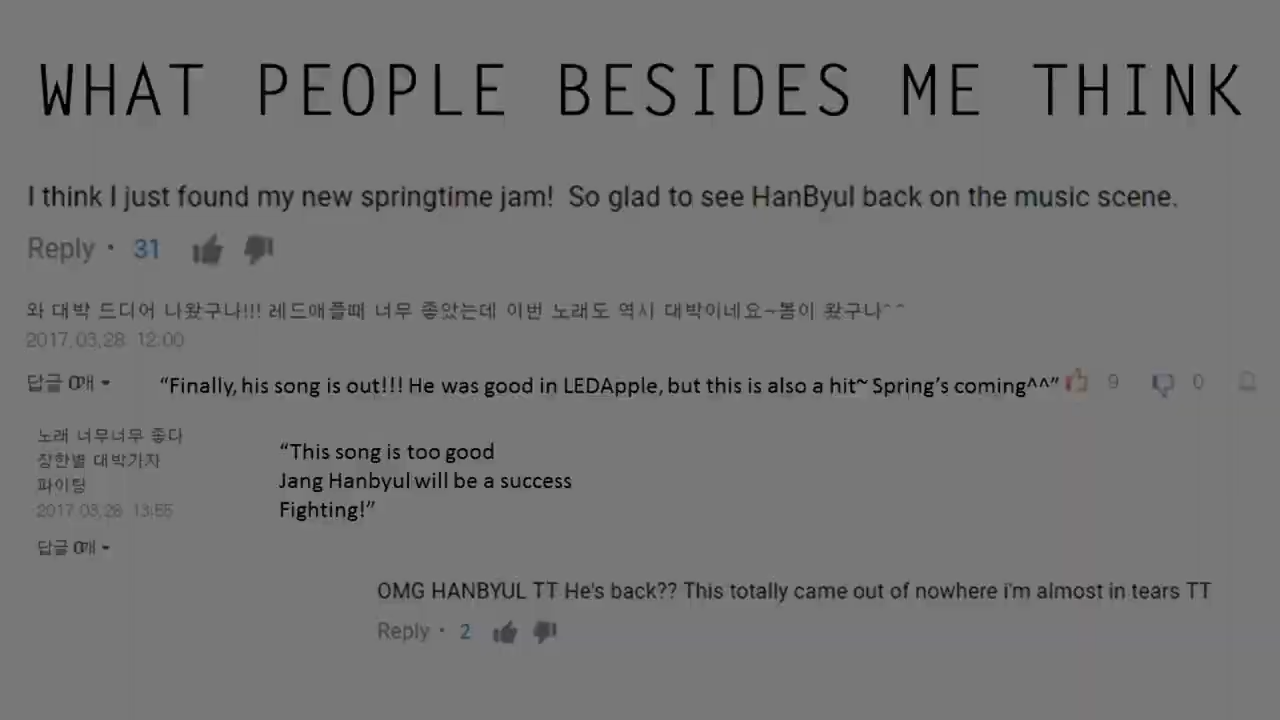 WHAT PEOPLE BESIDES ME THINK
I think I just found my new springtime jam! So glad to see HanByul back on the music scene.
Reply · 31
와 대박 드디어 나왔구나!!! 레드애플때 너무 좋았는데 이번 노래도 역시 대박이네요~봄이 왔구나^^
2017.03.28 12:00
답글 0개 “Finally, his song is out!!! He was good in LEDApple, but this is also a hit~ Spring’s coming^^” 9 0
노래 너무너무 좋다
장한별 대박가자
파이팅
2017.03.28 13:55
답글 0개
“This song is too good
Jang Hanbyul will be a success
Fighting!”
OMG HANBYUL TT He's back?? This totally came out of nowhere i'm almost in tears TT
Reply · 2